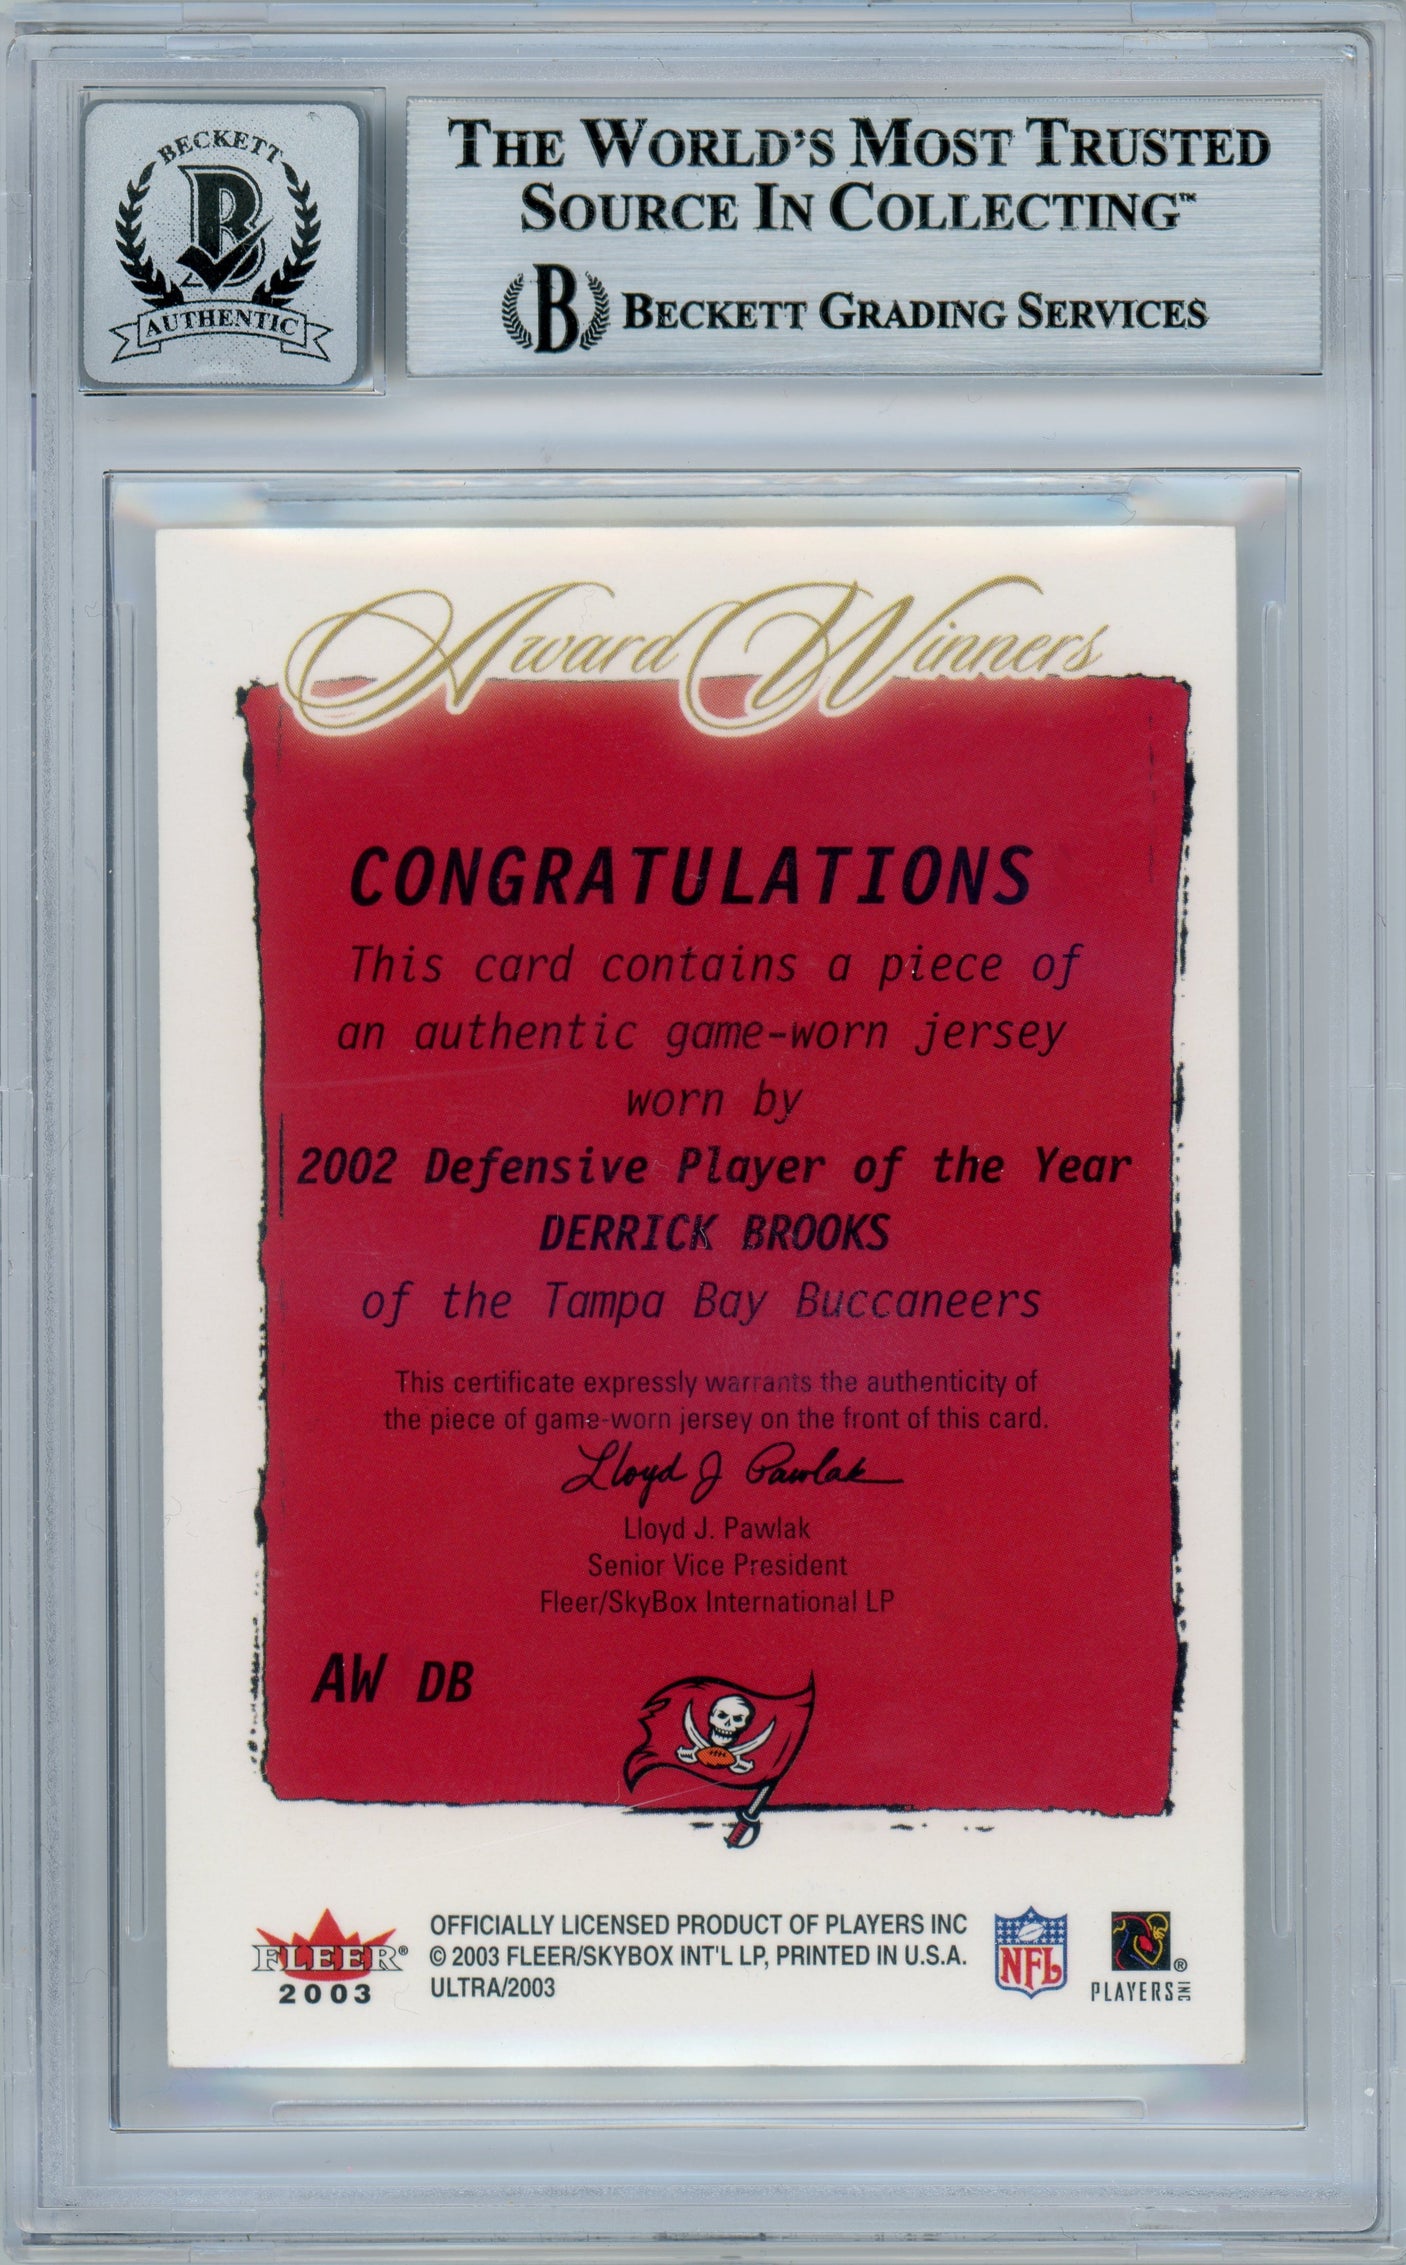 BECKETT
B
AUTHENTIC
THE WORLD'S MOST TRUSTED
SOURCE IN COLLECTING™
B BECKETT GRADING SERVICES
Award Winners
CONGRATULATIONS
This card contains a piece of
an authentic game-worn jersey
worn by
2002 Defensive Player of the Year
DERRICK BROOKS
of the Tampa Bay Buccaneers
This certificate expressly warrants the authenticity of
the piece of game-worn jersey on the front of this card.
Lloyd J Pawlak
Lloyd J. Pawlak
Senior Vice President
Fleer/SkyBox International LP
AW DB
FLEER®
2003
OFFICIALLY LICENSED PRODUCT OF PLAYERS INC
© 2003 FLEER/SKYBOX INT'L LP, PRINTED IN U.S.A.
ULTRA/2003
NFL
®
PLAYERS INC